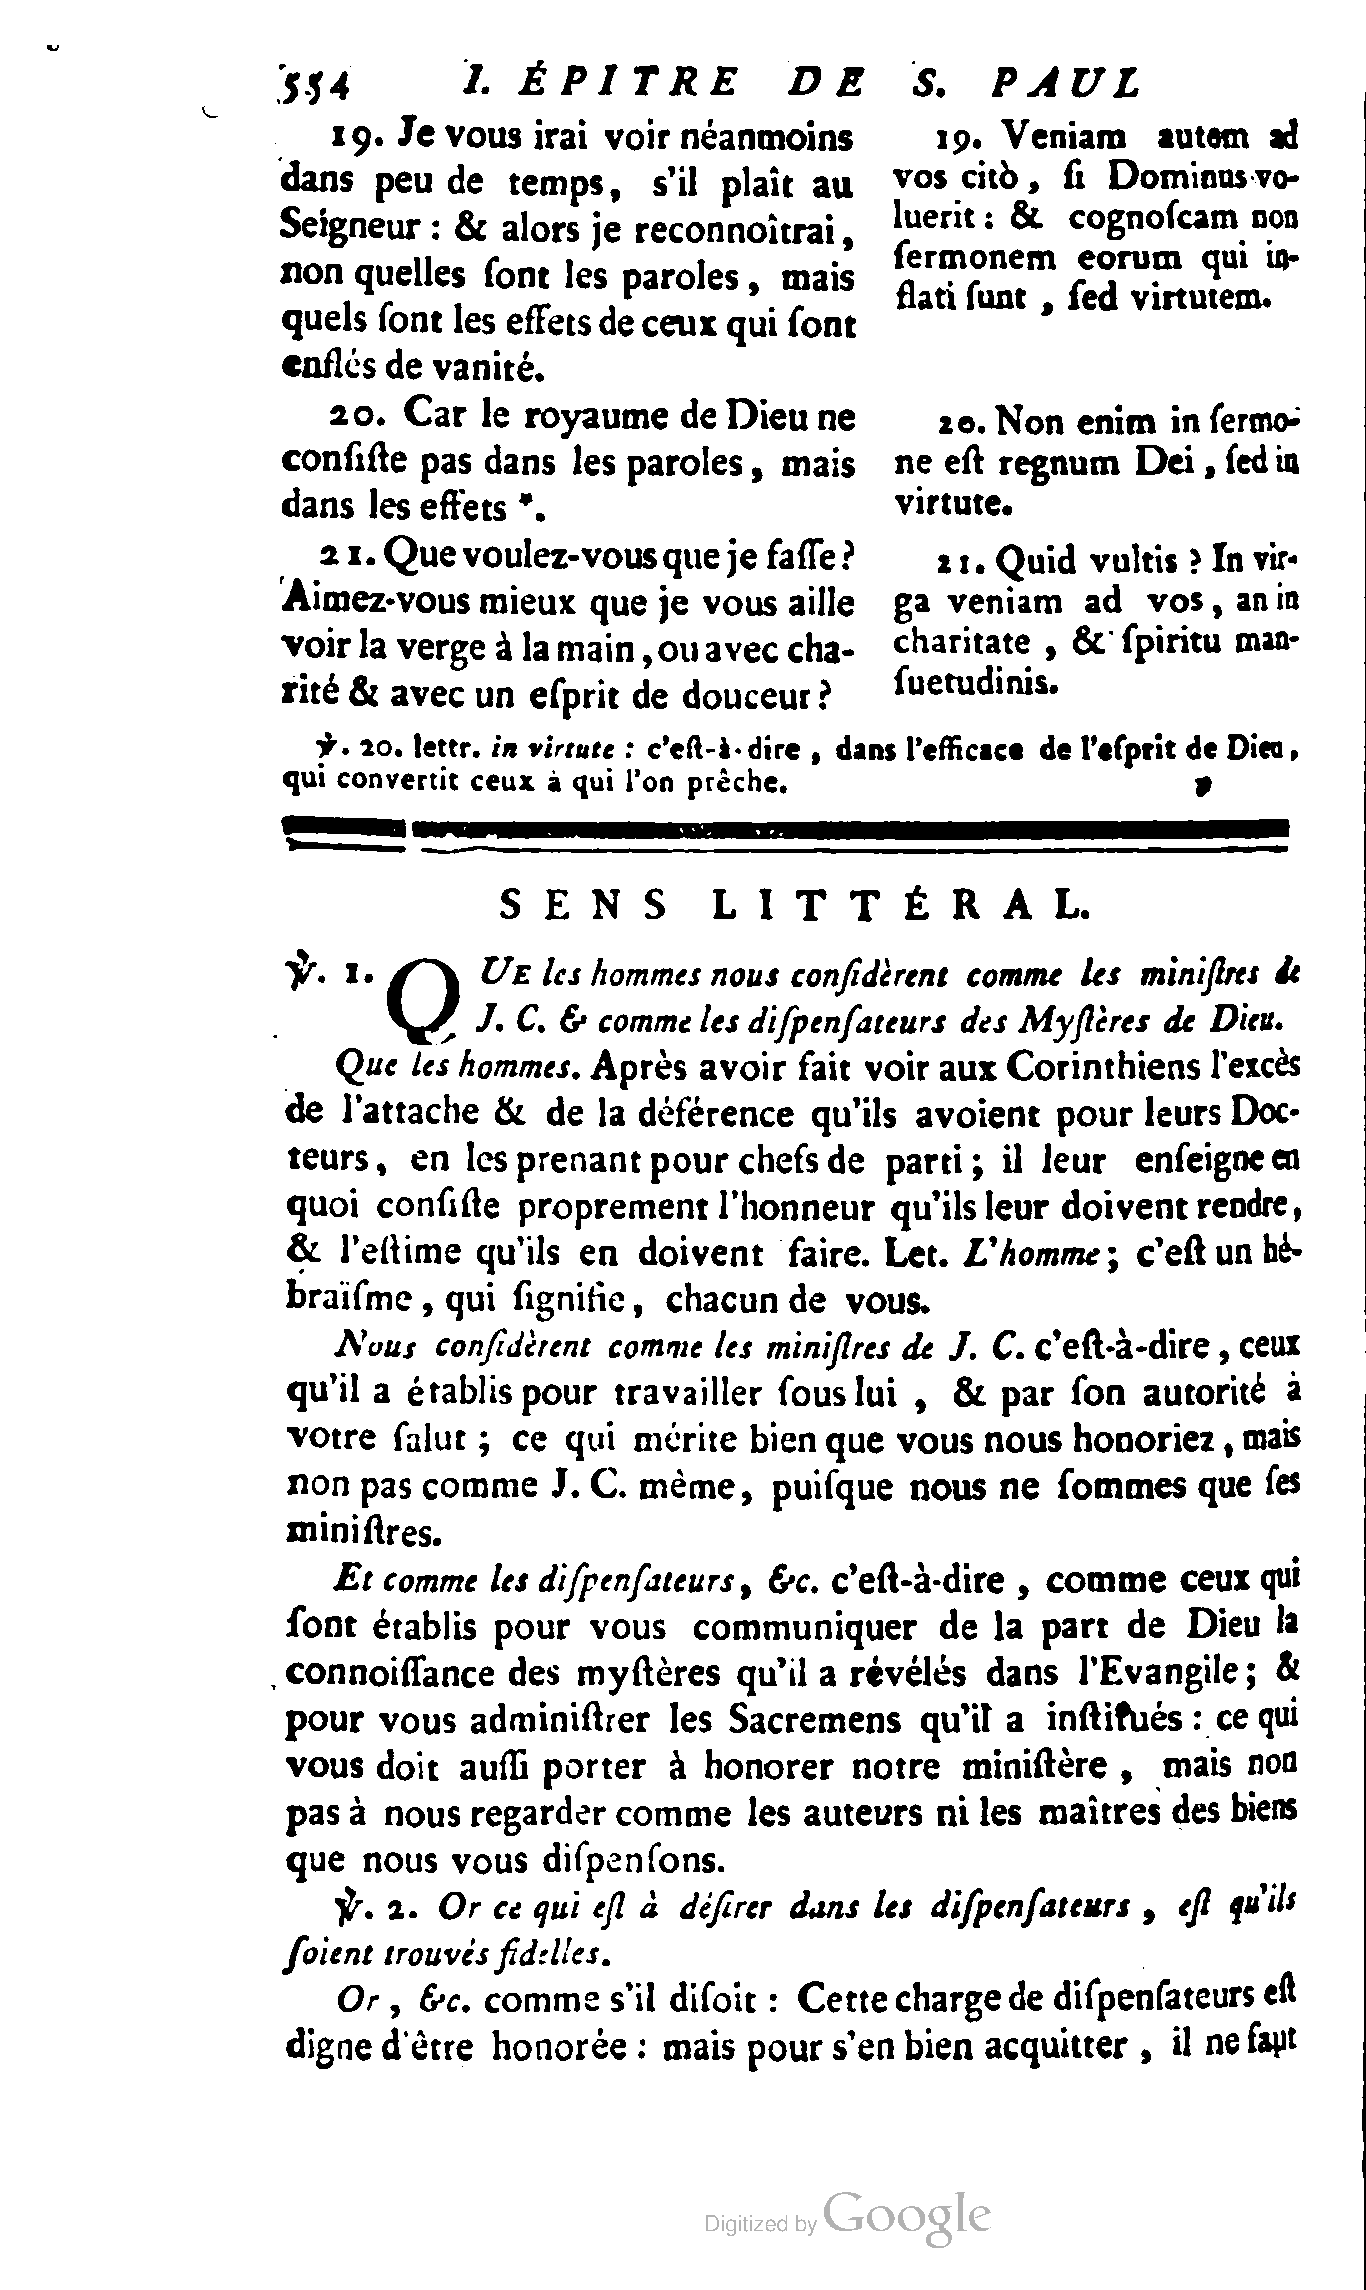 554 I. ÉPITRE DE S. PAUL
19. Je vous irai voir néanmoins
dans peu de temps, s'il plaît au
Seigneur : & alors je reconnoîtrai,
non quelles ſont les paroles, mais
quels ſont les effets de ceux qui ſont
enflés de vanité.
20. Car le royaume de Dieu ne
conſiſte pas dans les paroles, mais
dans les effets *.
21. Que voulez-vous que je faſſe ?
Aimez-vous mieux que je vous aille
voir la verge à la main, ou avec cha-
rité & avec un eſprit de douceur ?
19. Veniam autem ad
vos citò, ſi Dominus vo-
luerit : & cognoſcam non
ſermonem eorum qui in-
flati ſunt, ſed virtutem.
20. Non enim in ſermo-
ne eſt regnum Dei, ſed in
virtute.
21. Quid vultis ? In vir-
ga veniam ad vos, an in
charitate, & ſpiritu man-
ſuetudinis.
℣. 20. lettr. in virtute : c'eſt-à-dire, dans l'efficace de l'eſprit de Dieu,
qui convertit ceux à qui l'on prêche.
SENS LITTÉRAL.
℣. 1. QUE les hommes nous conſidèrent comme les miniſtres de
J. C. & comme les diſpenſateurs des Myſtères de Dieu.
Que les hommes. Après avoir fait voir aux Corinthiens l'excès
de l'attache & de la déférence qu'ils avoient pour leurs Doc-
teurs, en les prenant pour chefs de parti ; il leur enſeigne en
quoi conſiſte proprement l'honneur qu'ils leur doivent rendre,
& l'eſtime qu'ils en doivent faire. Let. L'homme ; c'eſt un hé-
braïſme, qui ſignifie, chacun de vous.
Nous conſidèrent comme les miniſtres de J. C. c'eſt-à-dire, ceux
qu'il a établis pour travailler ſous lui, & par ſon autorité à
votre ſalut ; ce qui mérite bien que vous nous honoriez, mais
non pas comme J. C. mème, puiſque nous ne ſommes que ſes
miniſtres.
Et comme les diſpenſateurs, &c. c'eſt-à-dire, comme ceux qui
ſont établis pour vous communiquer de la part de Dieu la
connoiſſance des myſtères qu'il a révélés dans l'Evangile ; &
pour vous adminiſtrer les Sacremens qu'il a inſtitués : ce qui
vous doit auſſi porter à honorer notre miniſtère, mais non
pas à nous regarder comme les auteurs ni les maîtres des biens
que nous vous diſpenſons.
℣. 2. Or ce qui eſt à déſirer dans les diſpenſateurs, eſt qu'ils
ſoient trouvés fidelles.
Or, &c. comme s'il diſoit : Cette charge de diſpenſateurs eſt
digne d'être honorée : mais pour s'en bien acquitter, il ne faut
Digitized by Google